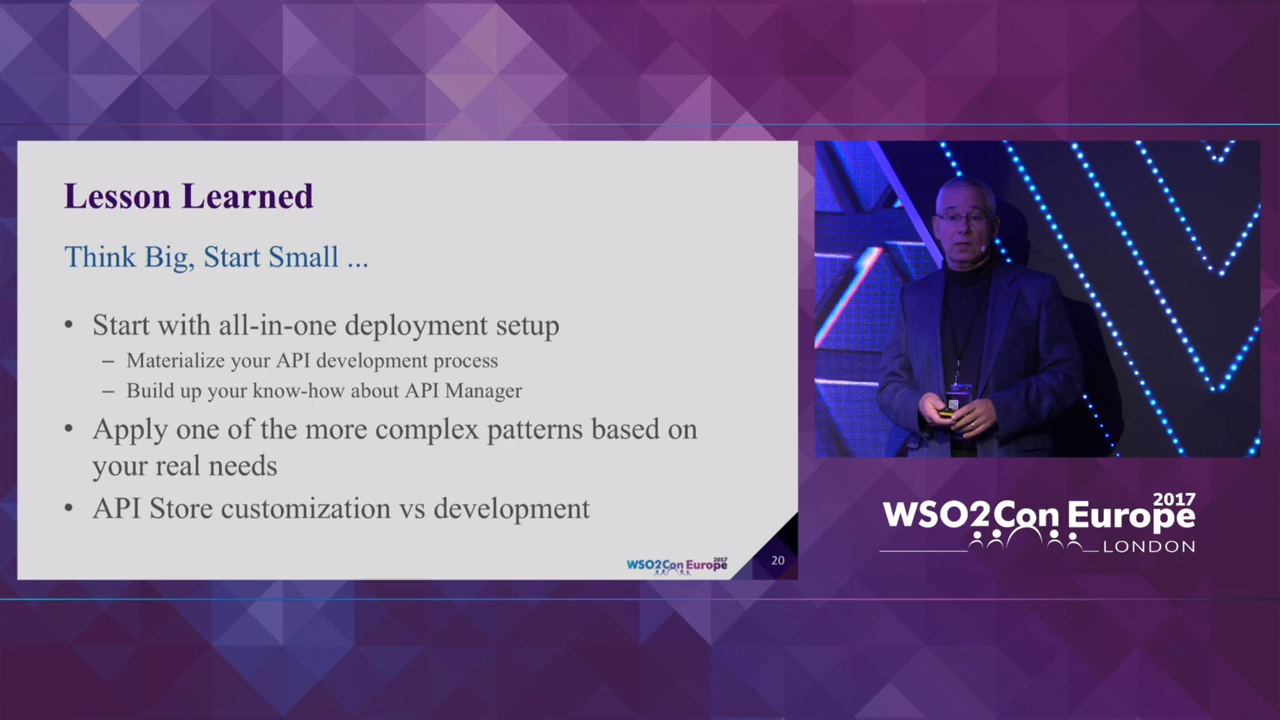 Lesson Learned
Think Big, Start Small ...
• Start with all-in-one deployment setup
– Materialize your API development process
– Build up your know-how about API Manager
• Apply one of the more complex patterns based on
your real needs
• API Store customization vs development
WSO2Con Europe 2017
20
2017
WSO2Con Europe
LONDON